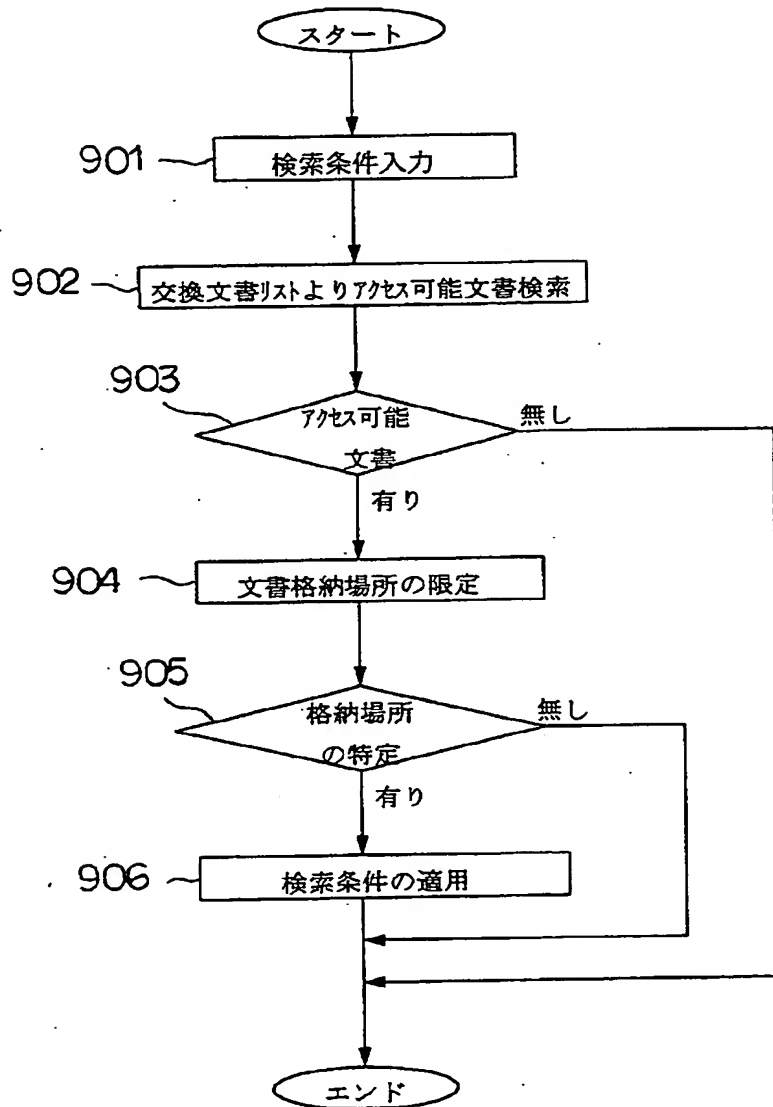 スタート
901
検索条件入力
902
交換文書リストよりアクセス可能文書検索
903
アクセス可能
文書
無し
有り
904
文書格納場所の限定
905
格納場所
の特定
無し
有り
906
検索条件の適用
エンド